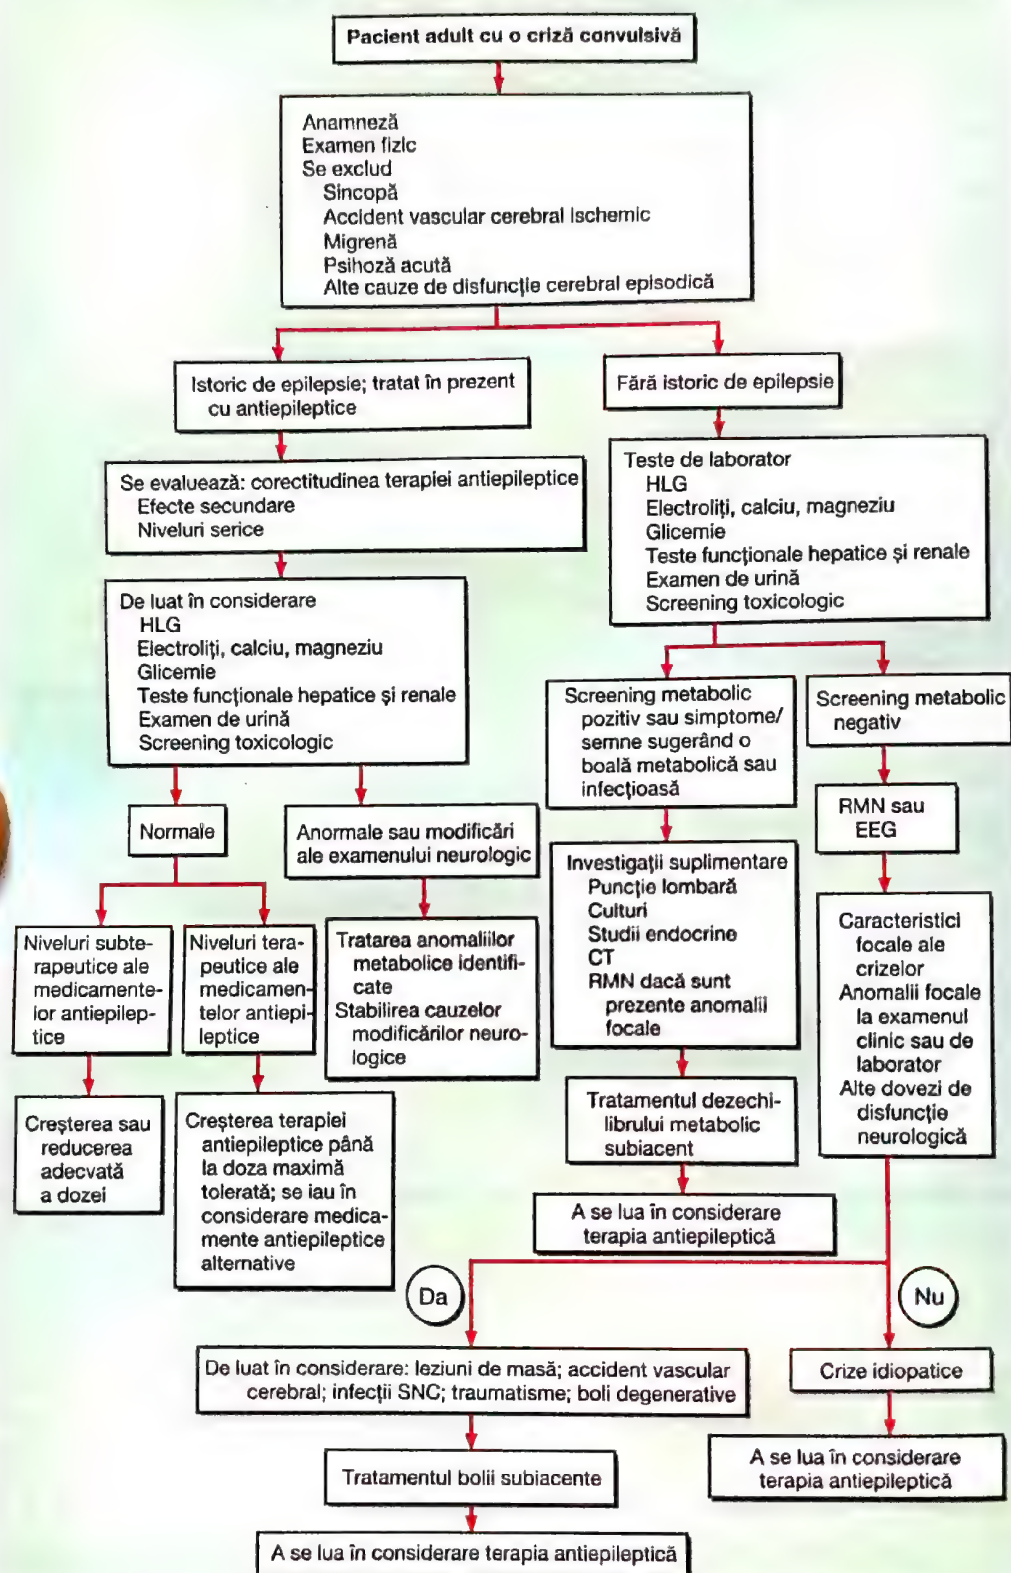 Pacient adult cu o criză convulsivă
Anamneză
Examen fizic
Se exclud
Sincopă
Accident vascular cerebral ischemic
Migrenă
Psihoză acută
Alte cauze de disfuncție cerebral episodică
Istoric de epilepsie; tratat în prezent
cu antiepileptice
Fără istoric de epilepsie
Se evaluează: corectitudinea terapiei antiepileptice
Efecte secundare
Niveluri serice
Teste de laborator
HLG
Electroliți, calciu, magneziu
Glicemie
Teste funcționale hepatice și renale
Examen de urină
Screening toxicologic
De luat în considerare
HLG
Electroliți, calciu, magneziu
Glicemie
Teste funcționale hepatice și renale
Examen de urină
Screening toxicologic
Screening metabolic
pozitiv sau simptome/
semne sugerând o
boală metabolică sau
infecțioasă
Screening metabolic
negativ
Normale
Anormale sau modificări
ale examenului neurologic
RMN sau
EEG
Investigații suplimentare
Puncție lombară
Culturi
Studii endocrine
CT
RMN dacă sunt
prezente anomalii
focale
Niveluri subte-
rapeutice ale
medicamente-
lor antiepilep-
tice
Niveluri tera-
peutice ale
medicamen-
telor antiepi-
leptice
Tratarea anomaliilor
metabolice identifi-
cate
Stabilirea cauzelor
modificărilor neuro-
logice
Caracteristici
focale ale
crizelor
Anomalii focale
la examenul
clinic sau de
laborator
Alte dovezi de
disfuncție
neurologică
Creșterea sau
reducerea
adecvată
a dozei
Creșterea terapiei
antiepileptice până
la doza maximă
tolerată; se iau în
considerare medica-
mente antiepileptice
alternative
Tratamentul dezechi-
librului metabolic
subiacent
A se lua în considerare
terapia antiepileptică
Da
Nu
De luat în considerare: leziuni de masă; accident vascular
cerebral; infecții SNC; traumatisme; boli degenerative
Crize idiopatice
Tratamentul bolii subiacente
A se lua în considerare
terapia antiepileptică
A se lua în considerare terapia antiepileptică